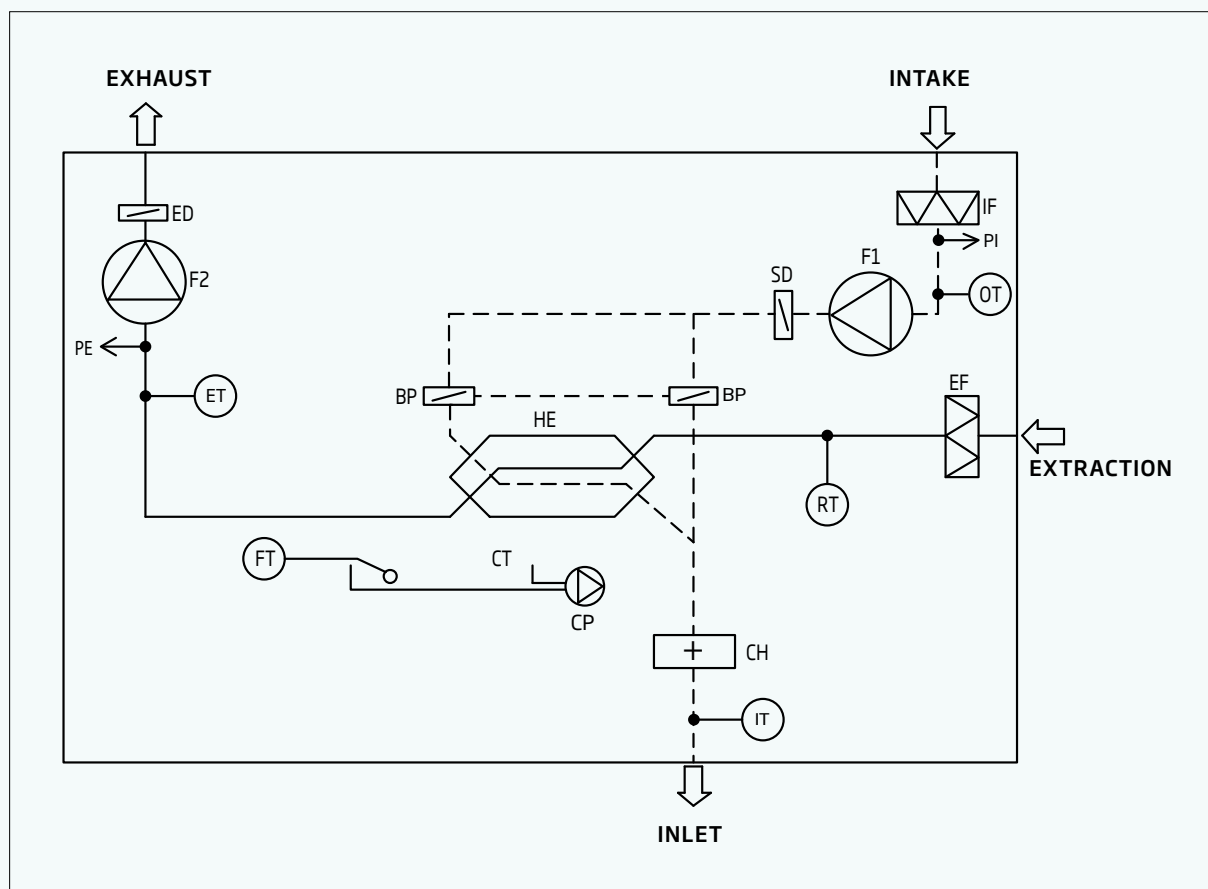 EXHAUST
INTAKE
ED
IF
PI
F1
F2
SD
OT
PE
ET
BP
BP
EF
HE
EXTRACTION
RT
FT
CT
CP
CH
IT
INLET